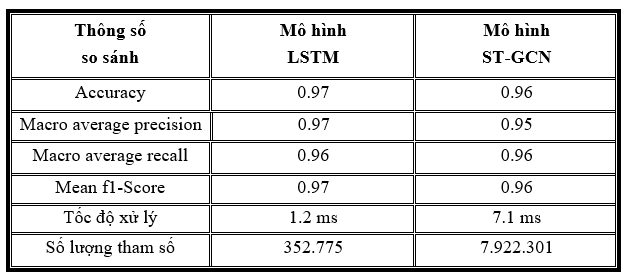 Thông số so sánh Mô hình LSTM Mô hình ST-GCN
Accuracy 0.97 0.96
Macro average precision 0.97 0.95
Macro average recall 0.96 0.96
Mean f1-Score 0.97 0.96
Tốc độ xử lý 1.2 ms 7.1 ms
Số lượng tham số 352.775 7.922.301